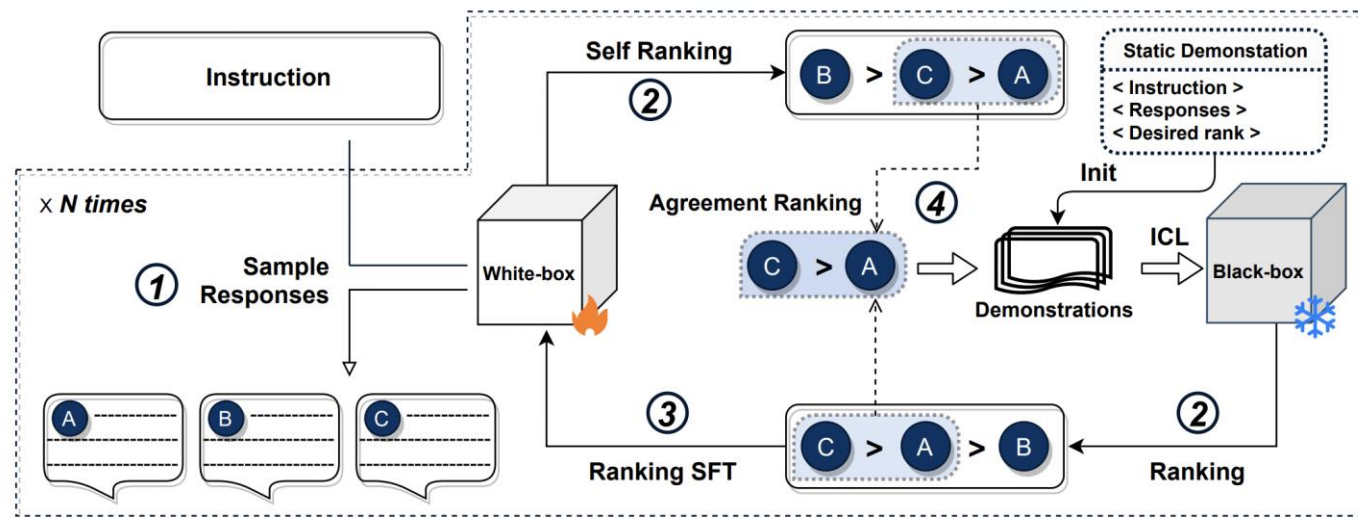 Instruction
Self Ranking
②
B > C > A
Static Demonstation
< Instruction >
< Responses >
< Desired rank >
Init
x N times
①
Sample
Responses
White-box
Agreement Ranking
④
C > A
Demonstrations
ICL
Black-box
A
B
C
③
Ranking SFT
C > A > B
②
Ranking